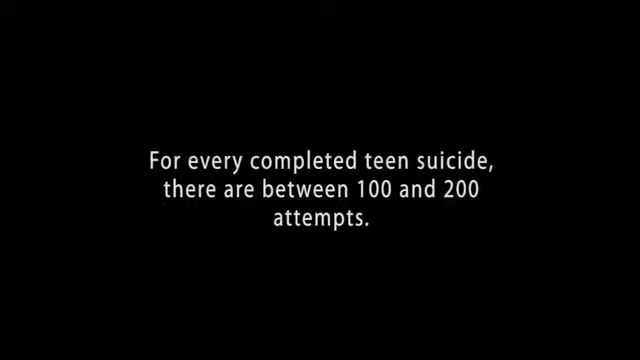 For every completed teen suicide,
there are between 100 and 200
attempts.